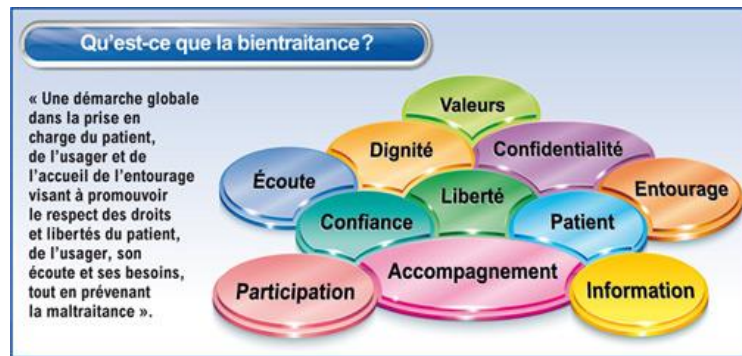 Qu'est-ce que la bientraitance ?
« Une démarche globale
dans la prise en
charge du patient,
de l'usager et de
l'accueil de l'entourage
visant à promouvoir
le respect des droits
et libertés du patient,
de l'usager, son
écoute et ses besoins,
tout en prévenant
la maltraitance ».
Valeurs
Dignité
Confidentialité
Écoute
Liberté
Entourage
Confiance
Patient
Accompagnement
Participation
Information